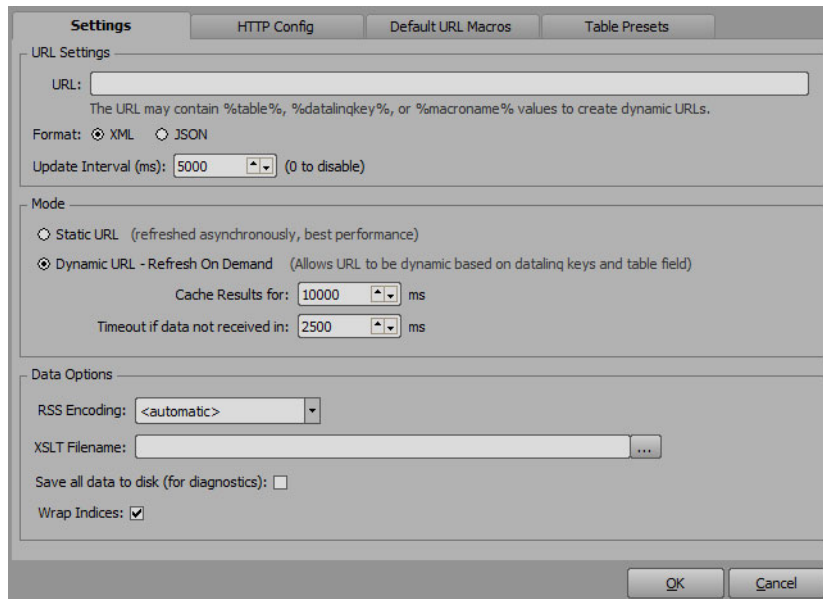 Settings HTTP Config Default URL Macros Table Presets
URL Settings
URL:
The URL may contain %table%, %datalinqkey%, or %macroname% values to create dynamic URLs.
Format: XML JSON
Update Interval (ms): 5000 (0 to disable)
Mode
Static URL (refreshed asynchronously, best performance)
Dynamic URL - Refresh On Demand (Allows URL to be dynamic based on datalinq keys and table field)
Cache Results for: 10000 ms
Timeout if data not received in: 2500 ms
Data Options
RSS Encoding: <automatic>
XSLT Filename: ...
Save all data to disk (for diagnostics):
Wrap Indices:
OK Cancel